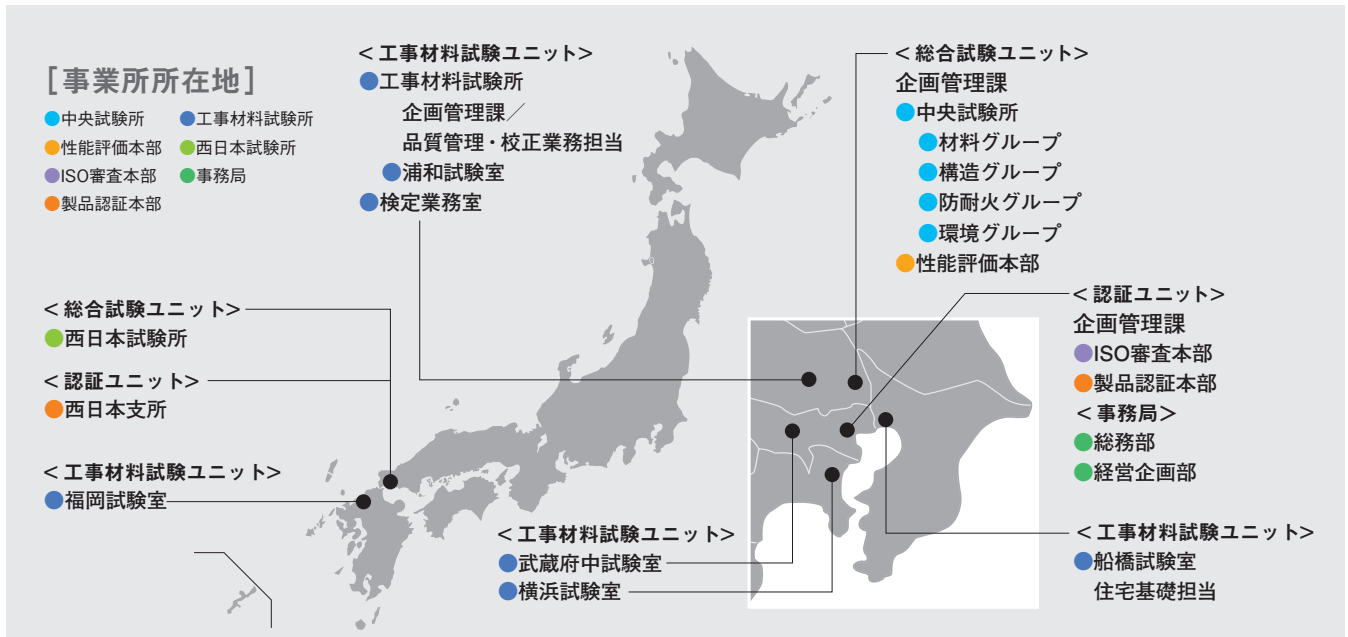 [事業所所在地]
●中央試験所 ●工事材料試験所
●性能評価本部 ●西日本試験所
●ISO審査本部 ●事務局
●製品認証本部
<工事材料試験ユニット>
●工事材料試験所
企画管理課／
品質管理・校正業務担当
●浦和試験室
●検定業務室
<総合試験ユニット>
企画管理課
●中央試験所
●材料グループ
●構造グループ
●防耐火グループ
●環境グループ
●性能評価本部
<認証ユニット>
企画管理課
●ISO審査本部
●製品認証本部
<事務局>
●総務部
●経営企画部
<総合試験ユニット>
●西日本試験所
<認証ユニット>
●西日本支所
<工事材料試験ユニット>
●福岡試験室
<工事材料試験ユニット>
●武蔵府中試験室
●横浜試験室
<工事材料試験ユニット>
●船橋試験室
住宅基礎担当